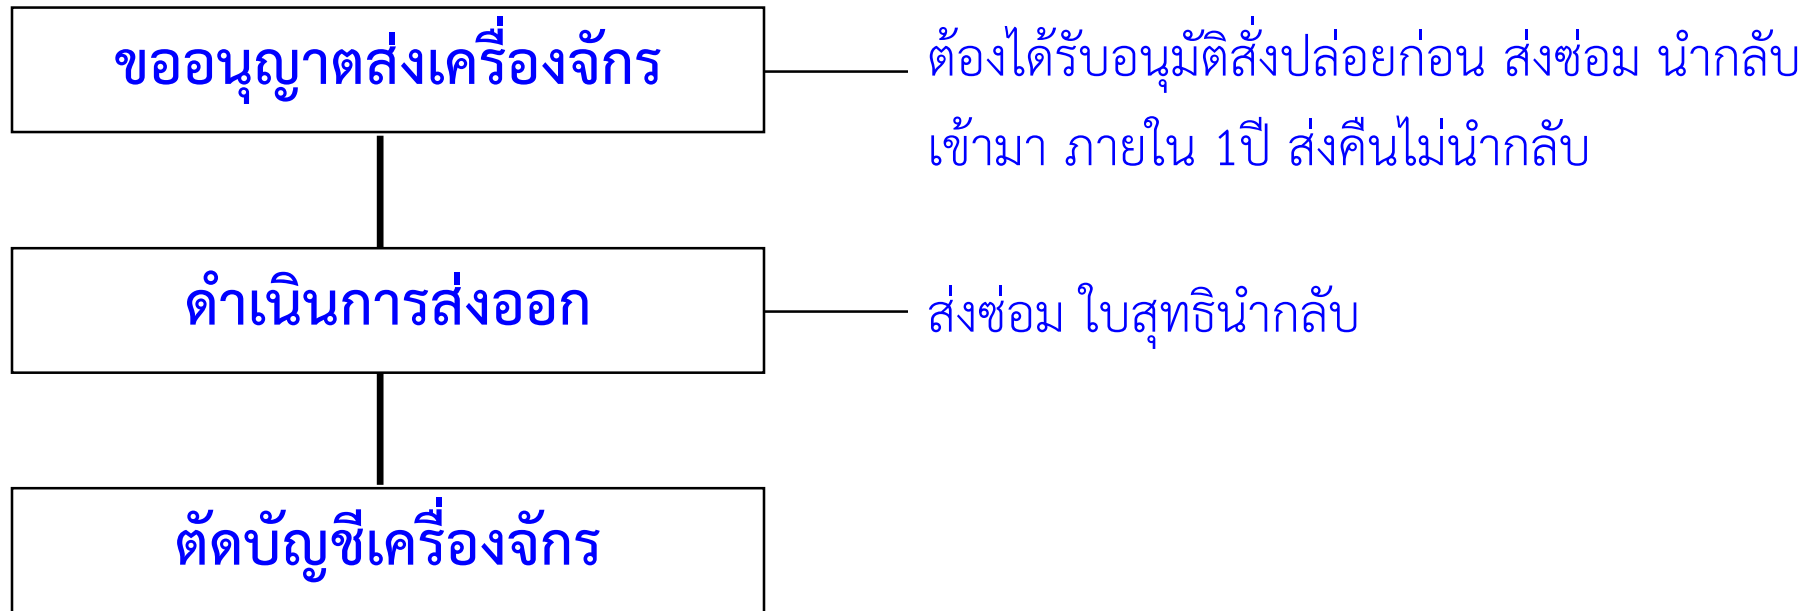 ขออนุญาตส่งเครื่องจักร
ต้องได้รับอนุมัติสั่งปล่อยก่อน ส่งซ่อม นำกลับ
เข้ามา ภายใน 1ปี ส่งคืนไม่นำกลับ
ดำเนินการส่งออก
ส่งซ่อม ใบสุทธินำกลับ
ตัดบัญชีเครื่องจักร